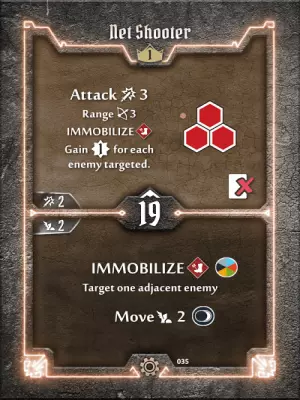 Net Shooter
1
Attack 3
Range 3
IMMOBILIZE
Gain 1 for each
enemy targeted.
2
19
2
IMMOBILIZE
Target one adjacent enemy
Move 2
035